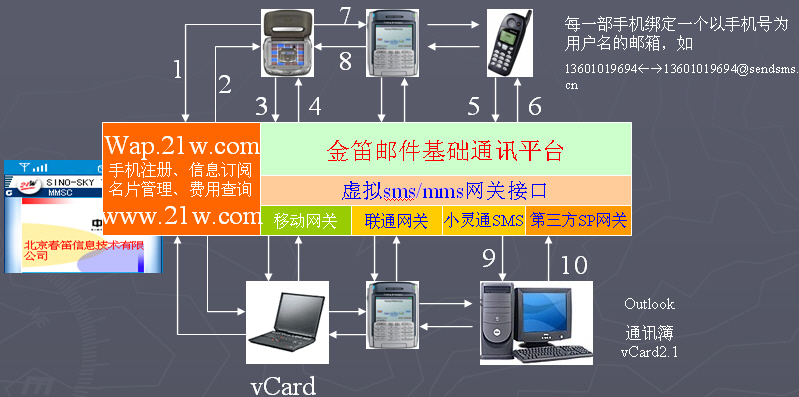 7
每一部手机绑定一个以手机号为
用户名的邮箱，如
13601019694←→13601019694@sendsms.
cn
1
2
8
3
4
5
6
Wap.21w.com
手机注册、信息订阅
名片管理、费用查询
www.21w.com
金笛邮件基础通讯平台
虚拟sms/mms网关接口
移动网关
联通网关
小灵通SMS
第三方SP网关
SINO-SKY
MMSC
北京春笛信息技术有限
公司
9
10
Outlook
通讯簿
vCard2.1
vCard